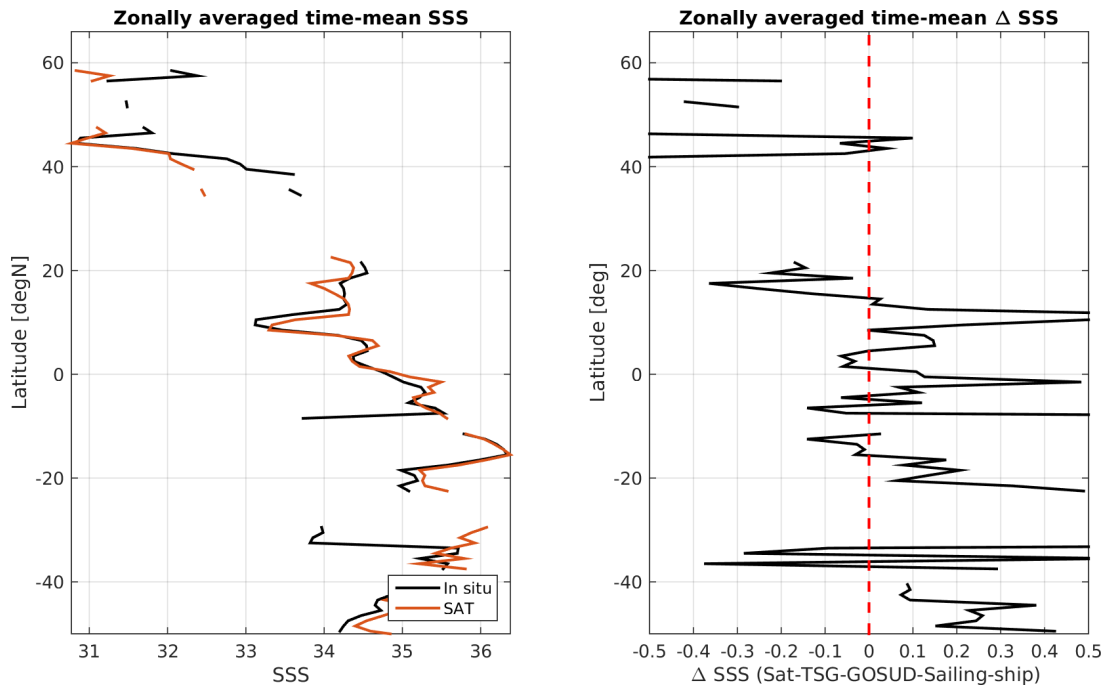 Zonally averaged time-mean SSS
60
40
20
0
-20
-40
Latitude [degN]
31 32 33 34 35 36
SSS
In situ
SAT
Zonally averaged time-mean Δ SSS
60
40
20
0
-20
-40
Latitude [deg]
-0.5 -0.4 -0.3 -0.2 -0.1 0 0.1 0.2 0.3 0.4 0.5
Δ SSS (Sat-TSG-GOSUD-Sailing-ship)